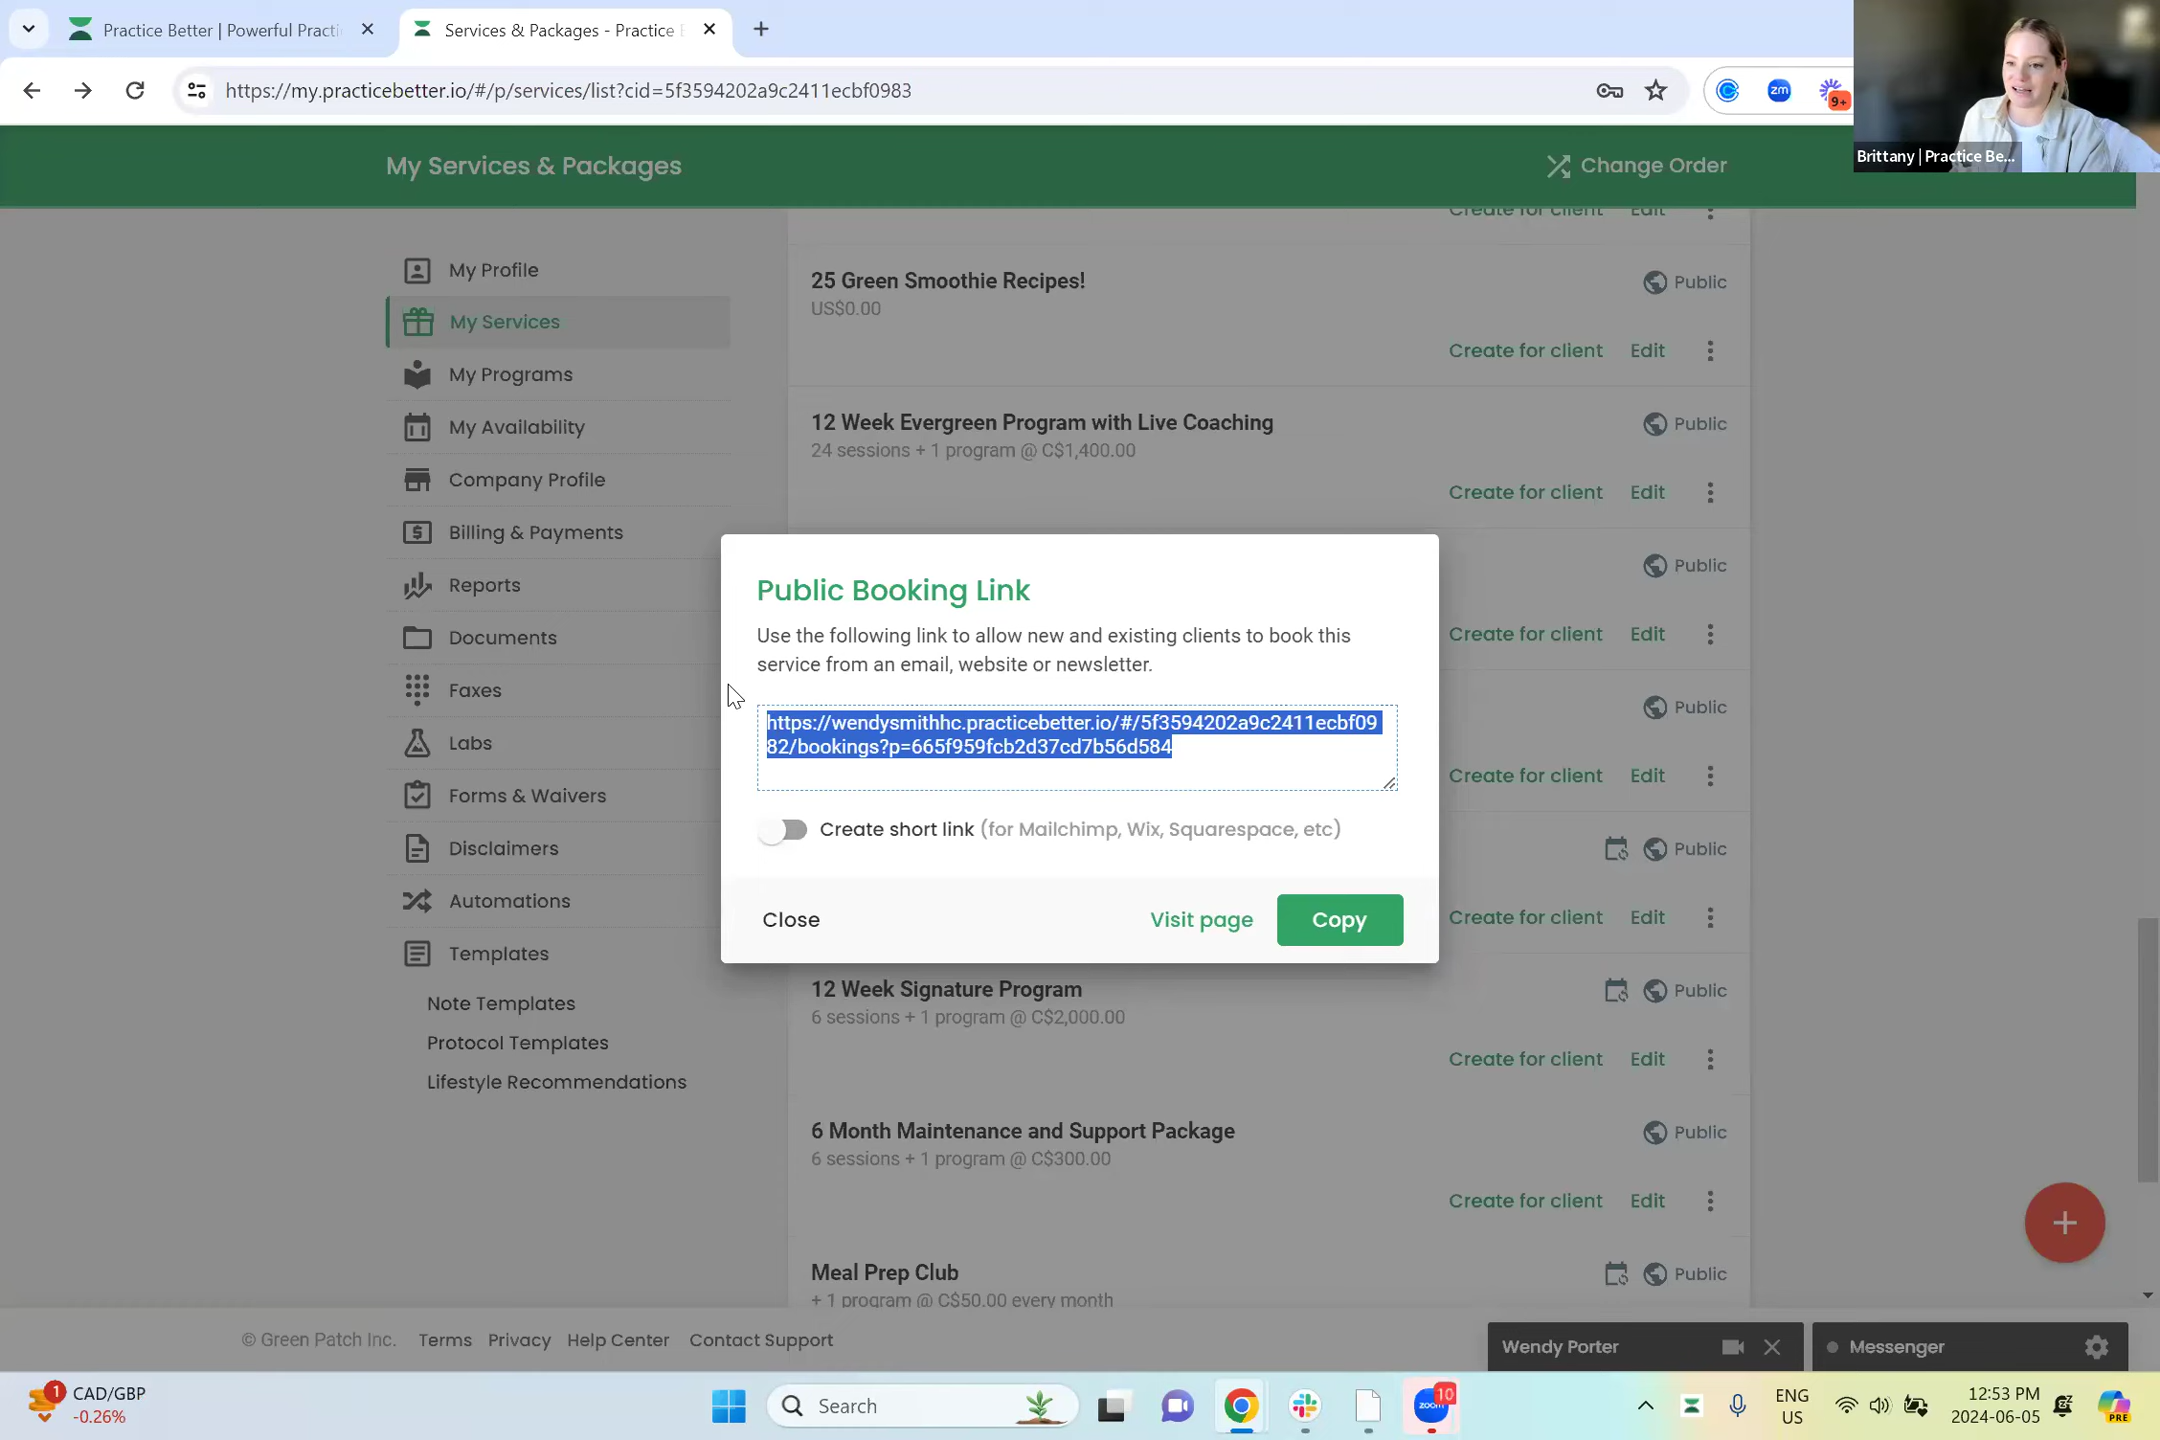 Practice Better | Powerful Practi
Services & Packages - Practice B
https://my.practicebetter.io/#/p/services/list?cid=5f3594202a9c2411ecbf0983
zm
9+
Brittany | Practice Be...
My Services & Packages
Change Order
My Profile
My Services
My Programs
My Availability
Company Profile
Billing & Payments
Reports
Documents
Faxes
Labs
Forms & Waivers
Disclaimers
Automations
Templates
Note Templates
Protocol Templates
Lifestyle Recommendations
Create for client Edit
25 Green Smoothie Recipes!
Public
US$0.00
Create for client Edit
12 Week Evergreen Program with Live Coaching
Public
24 sessions + 1 program @ C$1,400.00
Create for client Edit
Public
Create for client Edit
Public
Create for client Edit
Public
Create for client Edit
Public Booking Link
Use the following link to allow new and existing clients to book this
service from an email, website or newsletter.
https://wendysmithhc.practicebetter.io/#/5f3594202a9c2411ecbf09
82/bookings?p=665f959fcb2d37cd7b56d584
Create short link (for Mailchimp, Wix, Squarespace, etc)
Close
Visit page
Copy
12 Week Signature Program
Public
6 sessions + 1 program @ C$2,000.00
Create for client Edit
6 Month Maintenance and Support Package
Public
6 sessions + 1 program @ C$300.00
Create for client Edit
Meal Prep Club
Public
+ 1 program @ C$50.00 every month
© Green Patch Inc. Terms Privacy Help Center Contact Support
Wendy Porter
Messenger
1
CAD/GBP
-0.26%
Search
zoom
10
ENG
US
12:53 PM
2024-06-05
PRE